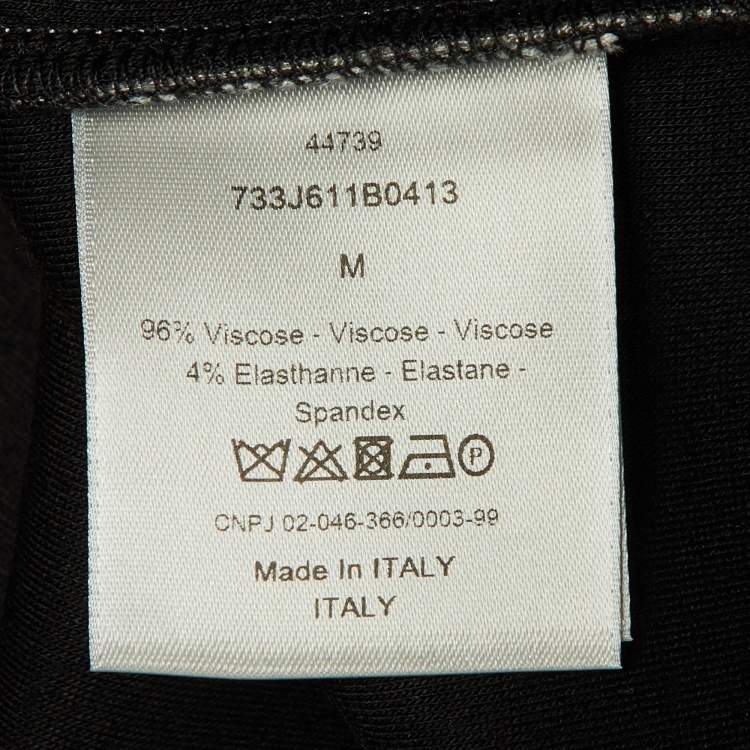 44739
733J611B0413
M
96% Viscose - Viscose - Viscose
4% Elasthanne - Elastane -
Spandex
P
CNPJ 02-046-366/0003-99
Made In ITALY
ITALY